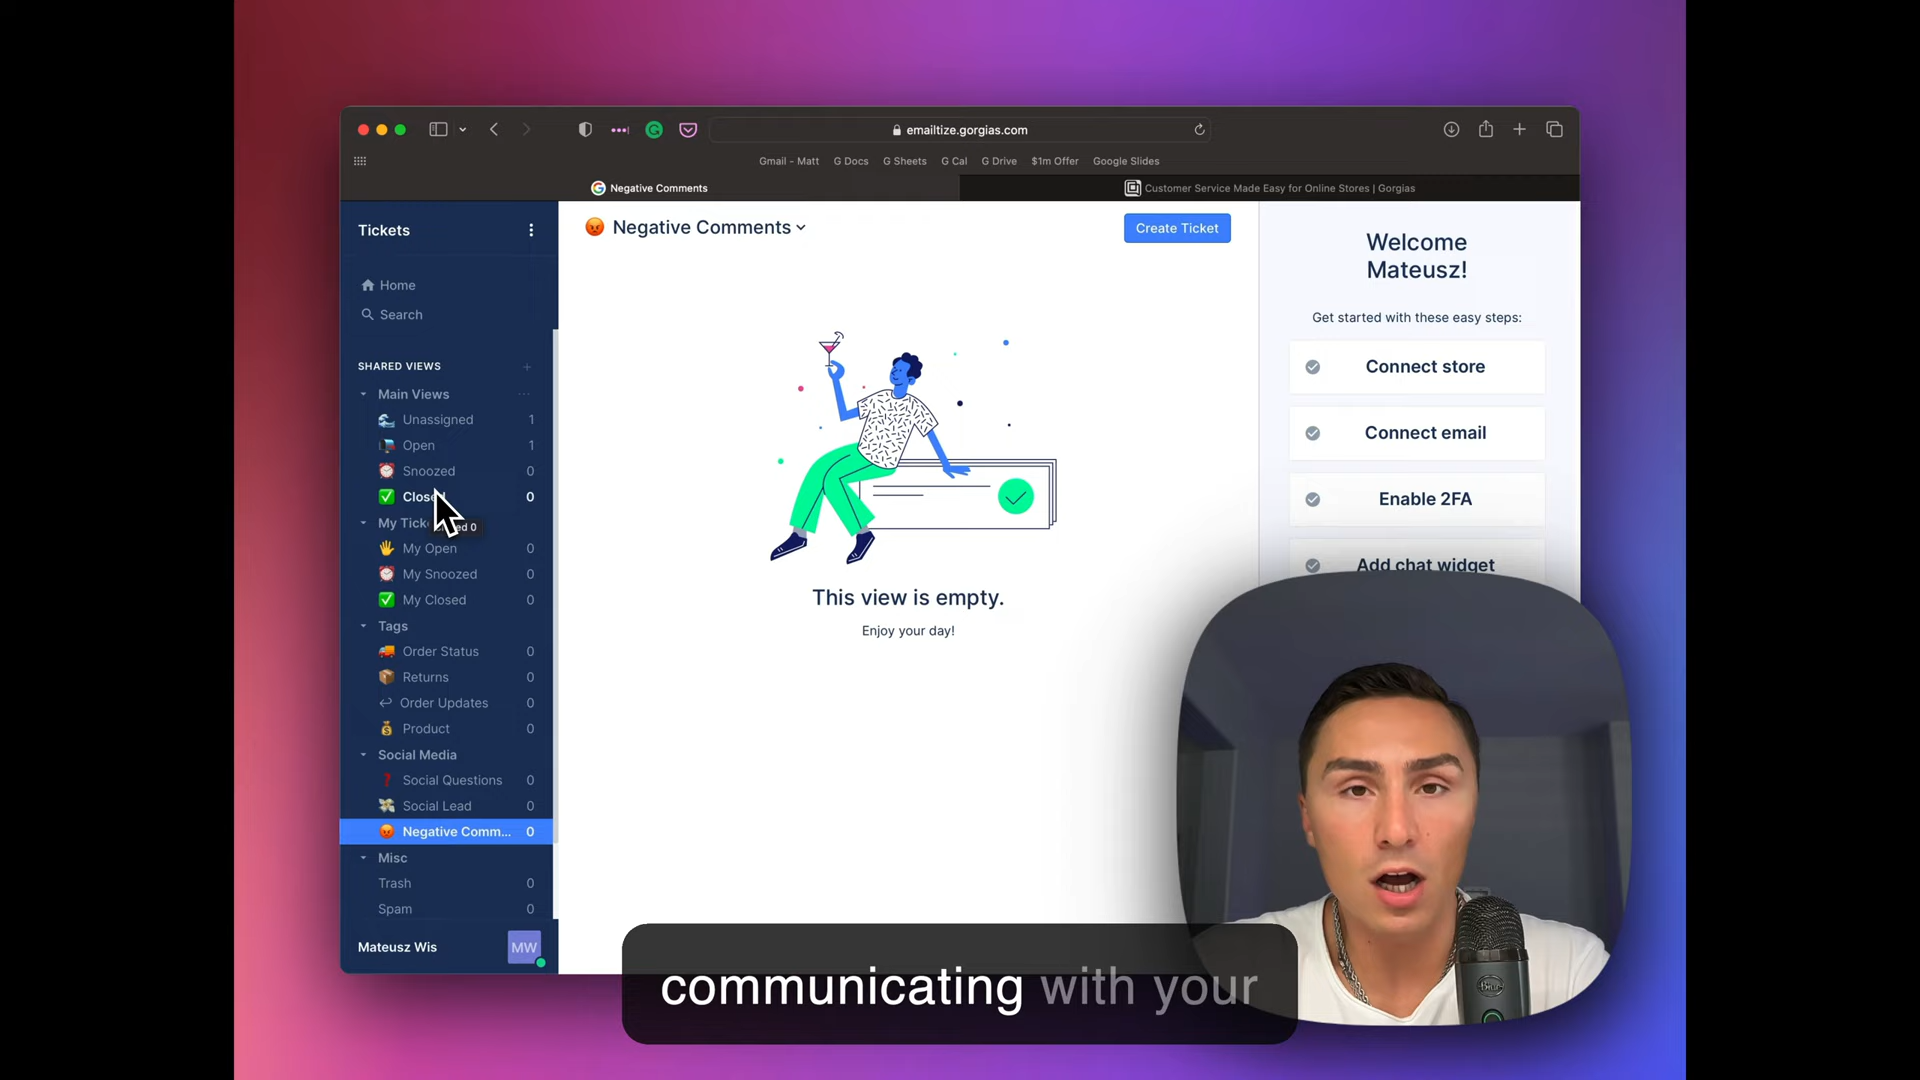 emailtize.gorgias.com
Gmail - Matt
G Docs
G Sheets
G Cal
G Drive
$1m Offer
Google Slides
Negative Comments
Customer Service Made Easy for Online Stores | Gorgias
Tickets
Home
Search
SHARED VIEWS
Main Views
Unassigned 1
Open 1
Snoozed 0
Closed 0
My Tick
My Open 0
My Snoozed 0
My Closed 0
Tags
Order Status 0
Returns 0
Order Updates 0
Product 0
Social Media
Social Questions 0
Social Lead 0
Negative Comm... 0
Misc
Trash 0
Spam 0
Mateusz Wis MW
Negative Comments
Create Ticket
This view is empty.
Enjoy your day!
Welcome
Mateusz!
Get started with these easy steps:
Connect store
Connect email
Enable 2FA
Add chat widget
communicating with your
Blue